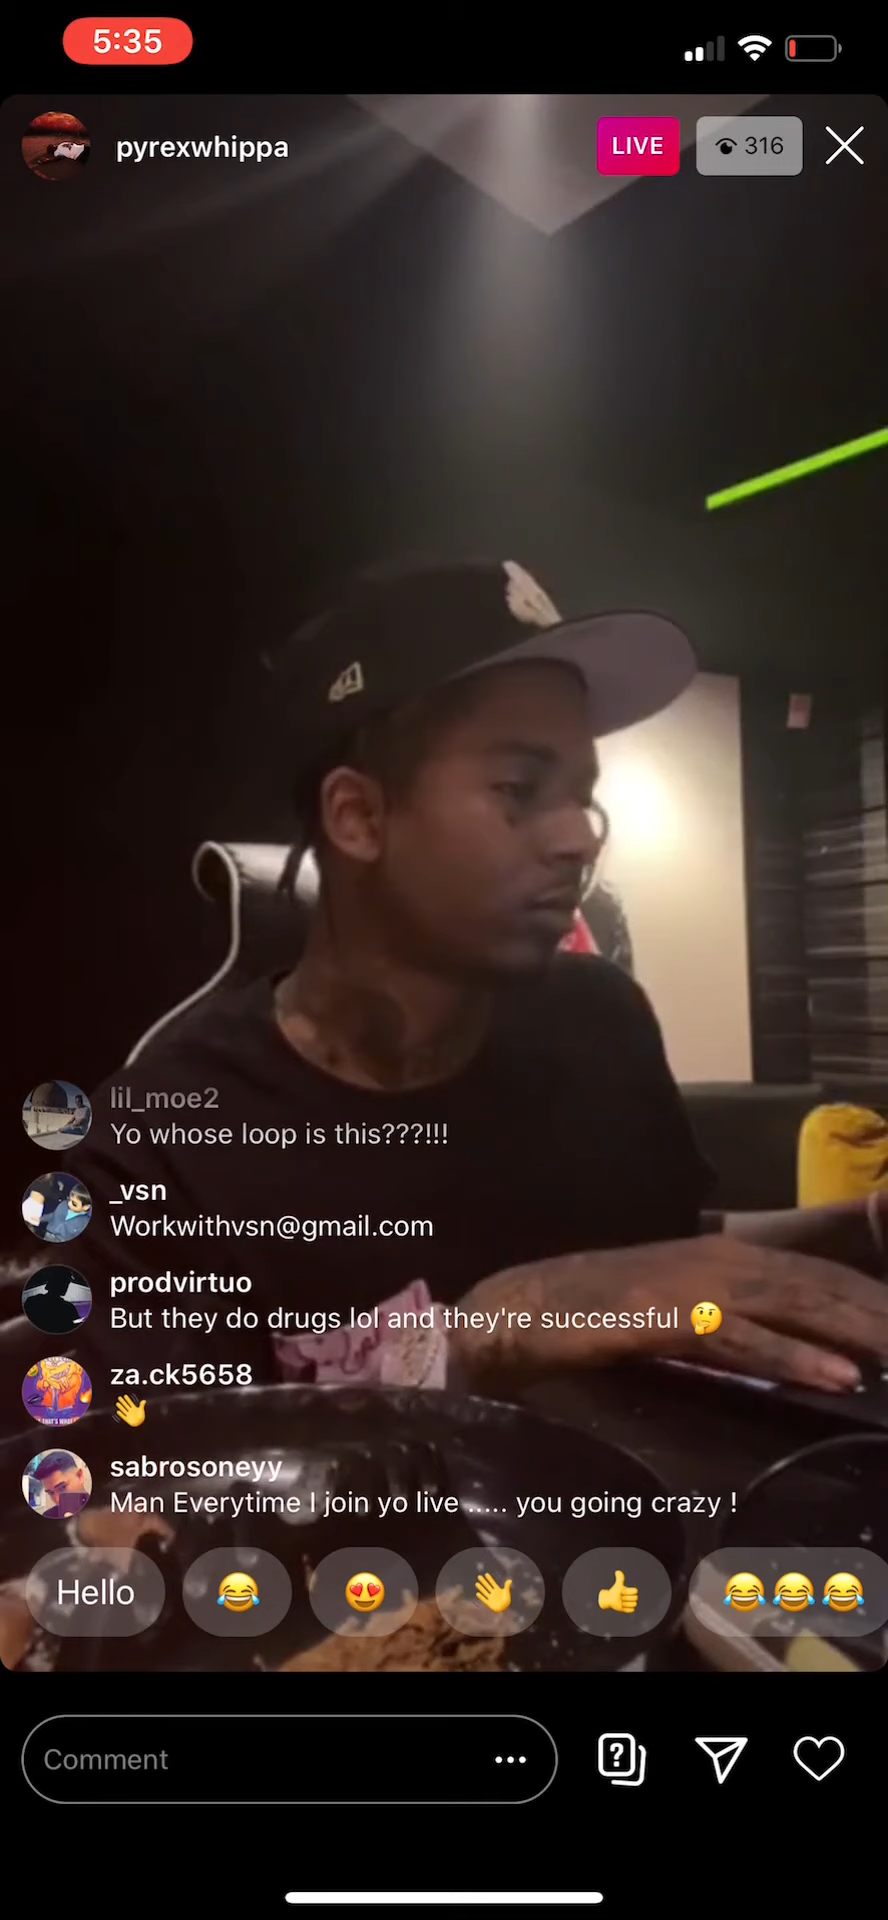 5:35
pyrexwhippa
LIVE
316
lil_moe2
Yo whose loop is this???!!!
_vsn
Workwithvsn@gmail.com
prodvirtuo
But they do drugs lol and they're successful 🤔
za.ck5658
👋
sabrosoneyy
Man Everytime I join yo live ..... you going crazy !
Hello 😂 😍 👋 👍 😂😂😂
Comment